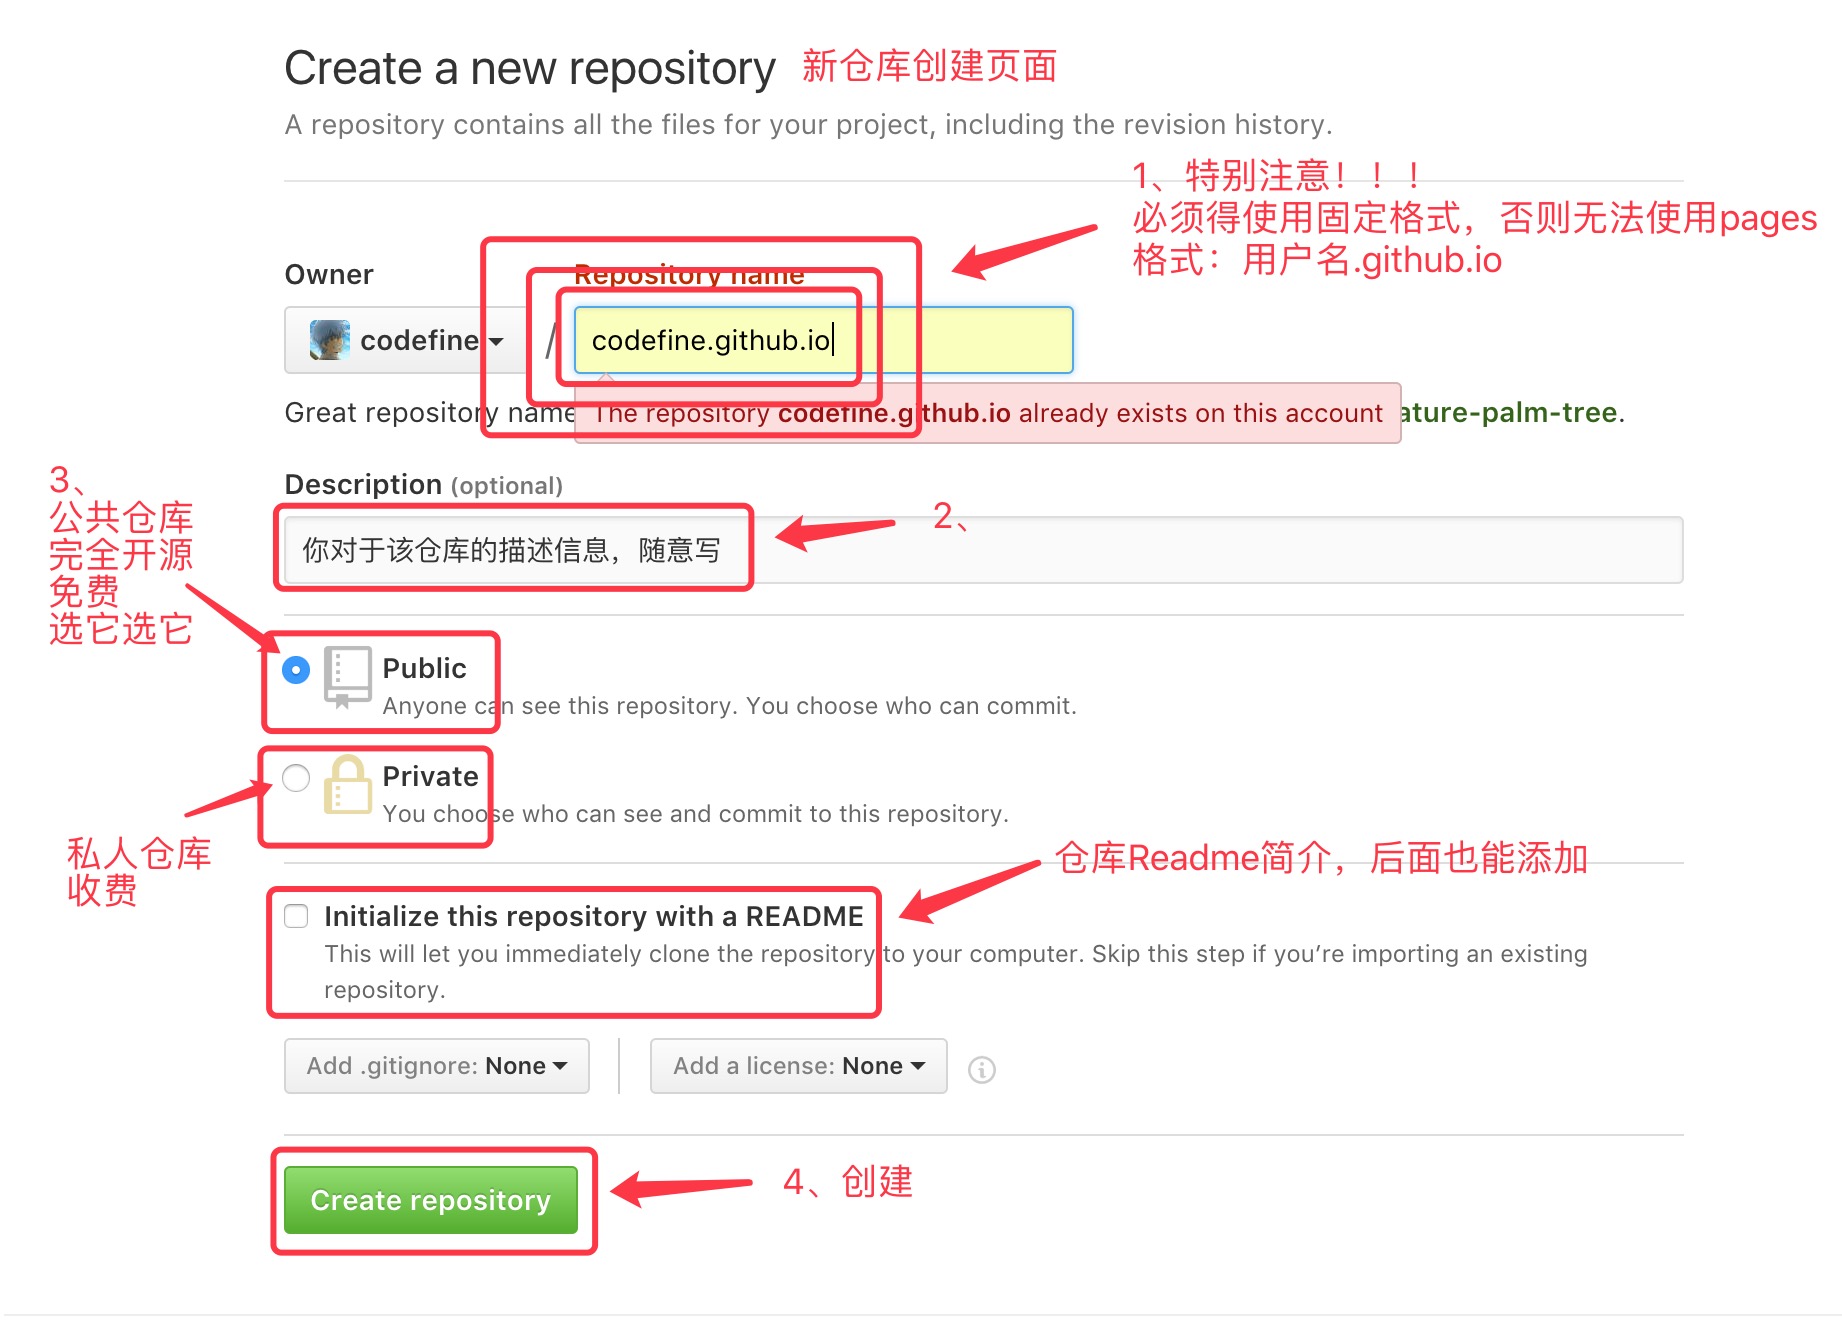 Create a new repository 新仓库创建页面
A repository contains all the files for your project, including the revision history.
1、特别注意！！！
必须得使用固定格式，否则无法使用pages
格式：用户名.github.io
Owner
Repository name
codefine
/
codefine.github.io
Great repository name
The repository codefine.github.io already exists on this account
ature-palm-tree.
Description (optional)
2、
你对于该仓库的描述信息，随意写
3、
公共仓库
完全开源
免费
选它选它
Public
Anyone can see this repository. You choose who can commit.
Private
You choose who can see and commit to this repository.
私人仓库
收费
仓库Readme简介，后面也能添加
Initialize this repository with a README
This will let you immediately clone the repository to your computer. Skip this step if you’re importing an existing
repository.
Add .gitignore: None
Add a license: None
Create repository
4、创建